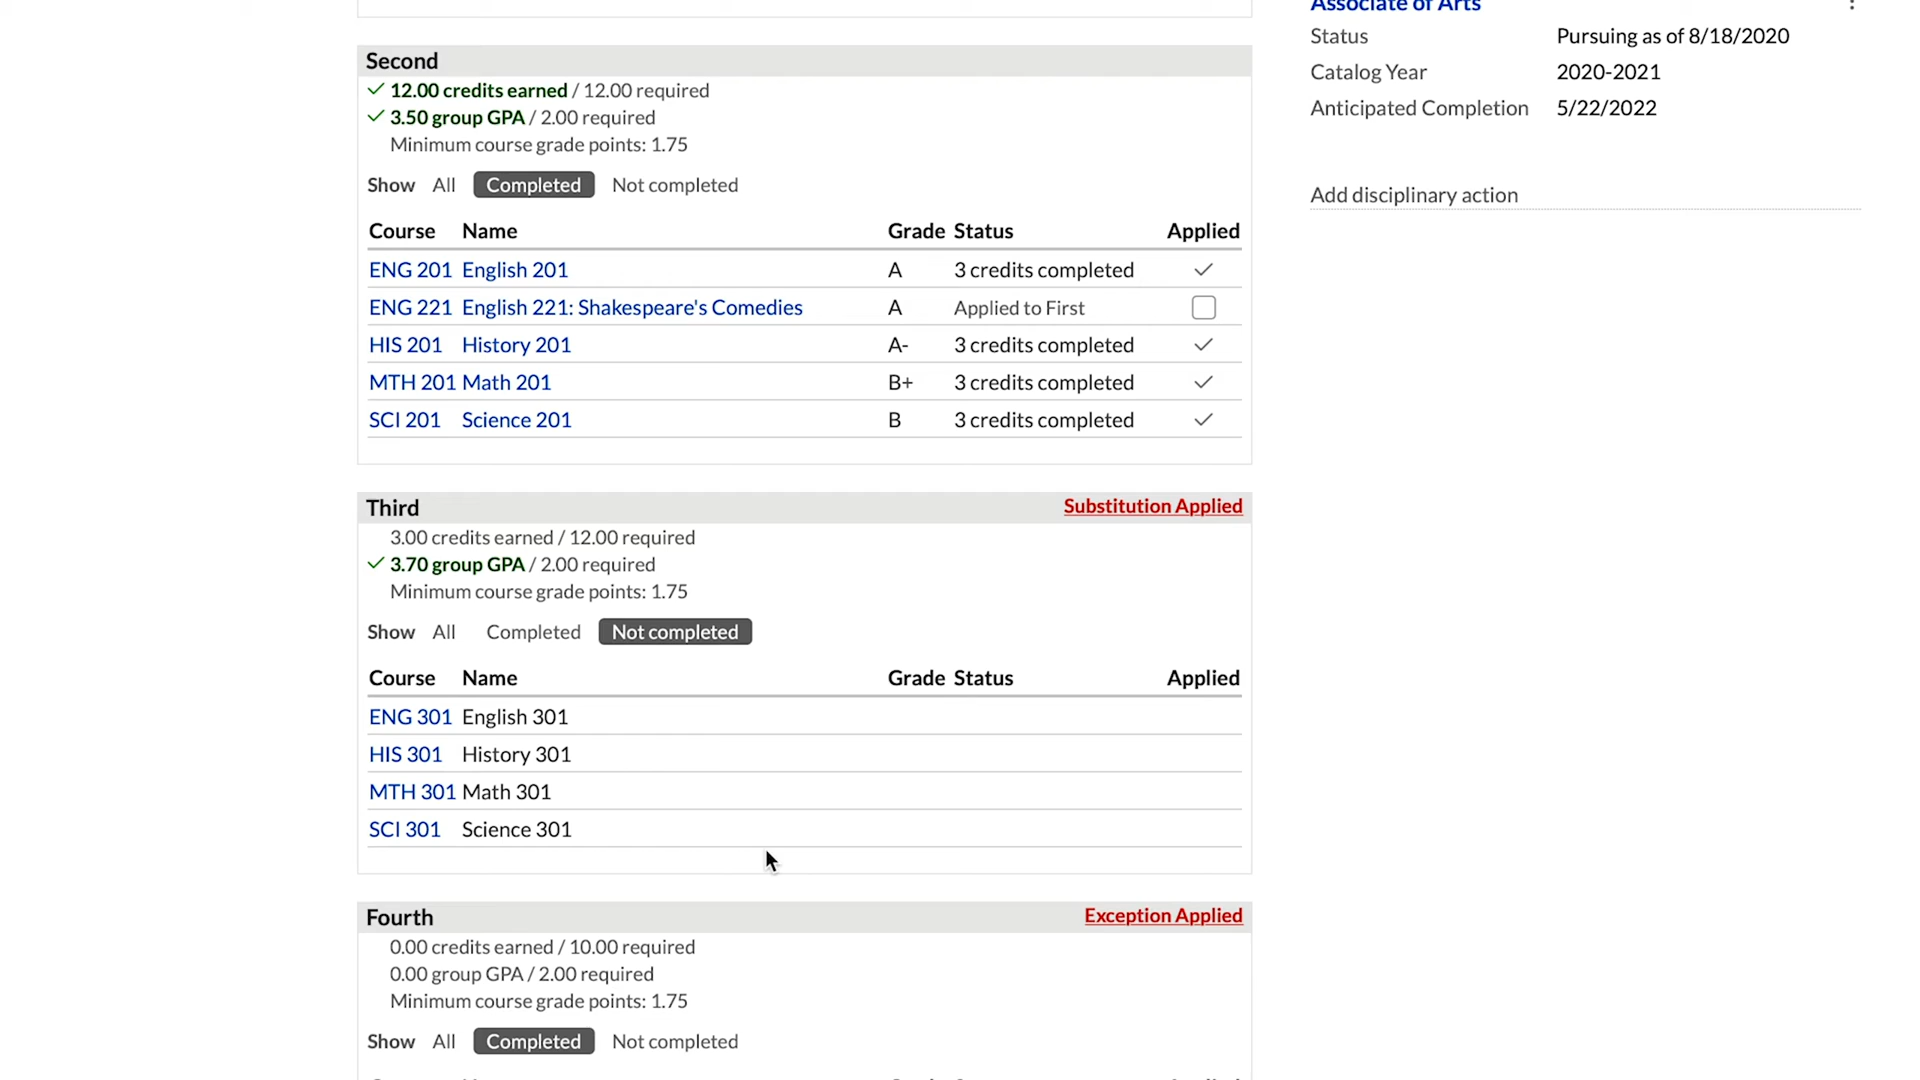 Associate of Arts
Status Pursuing as of 8/18/2020
Catalog Year 2020-2021
Anticipated Completion 5/22/2022
Add disciplinary action
Second
12.00 credits earned / 12.00 required
3.50 group GPA / 2.00 required
Minimum course grade points: 1.75
Show All Completed Not completed
Course Name Grade Status Applied
ENG 201 English 201 A 3 credits completed
ENG 221 English 221: Shakespeare's Comedies A Applied to First
HIS 201 History 201 A- 3 credits completed
MTH 201 Math 201 B+ 3 credits completed
SCI 201 Science 201 B 3 credits completed
Third Substitution Applied
3.00 credits earned / 12.00 required
3.70 group GPA / 2.00 required
Minimum course grade points: 1.75
Show All Completed Not completed
Course Name Grade Status Applied
ENG 301 English 301
HIS 301 History 301
MTH 301 Math 301
SCI 301 Science 301
Fourth Exception Applied
0.00 credits earned / 10.00 required
0.00 group GPA / 2.00 required
Minimum course grade points: 1.75
Show All Completed Not completed